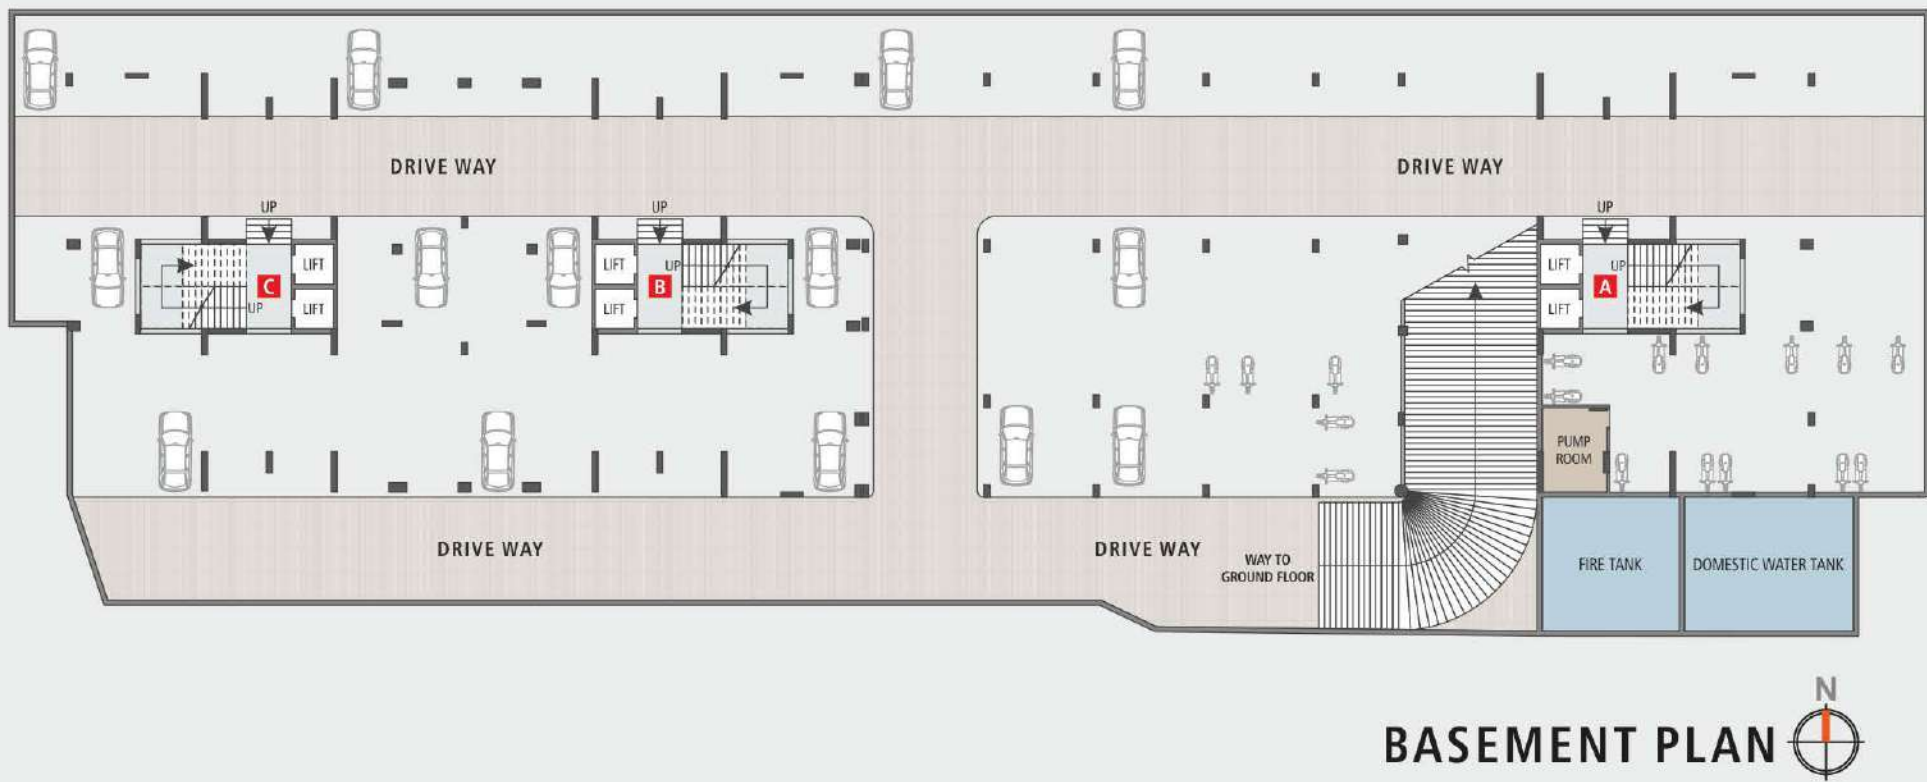 DRIVE WAY
DRIVE WAY
UP
UP
UP
LIFT
C
UP
LIFT
LIFT
UP
B
LIFT
LIFT
UP
A
LIFT
PUMP
ROOM
DRIVE WAY
DRIVE WAY
WAY TO
GROUND FLOOR
FIRE TANK
DOMESTIC WATER TANK
N
BASEMENT PLAN